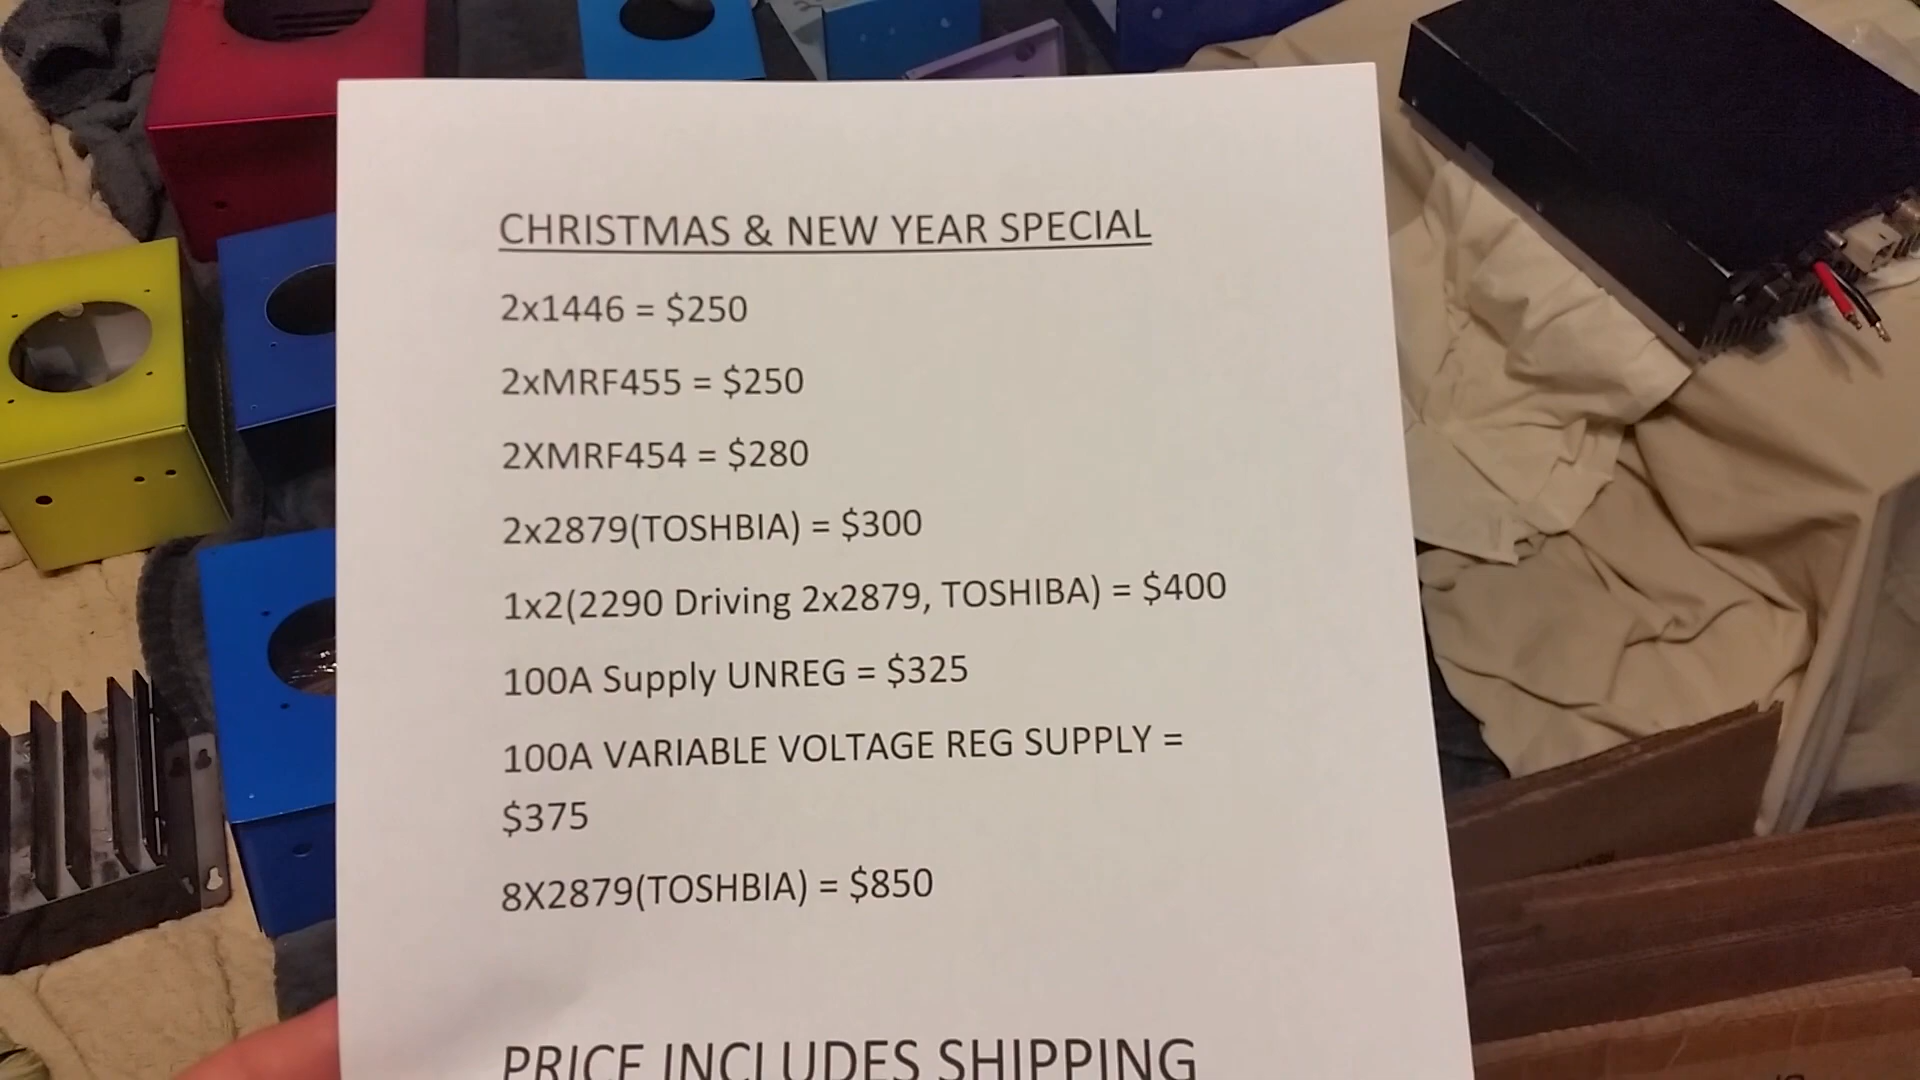 CHRISTMAS & NEW YEAR SPECIAL
2x1446 = $250
2xMRF455 = $250
2XMRF454 = $280
2x2879(TOSHBIA) = $300
1x2(2290 Driving 2x2879, TOSHIBA) = $400
100A Supply UNREG = $325
100A VARIABLE VOLTAGE REG SUPPLY =
$375
8X2879(TOSHBIA) = $850
PRICE INCLUDES SHIPPING